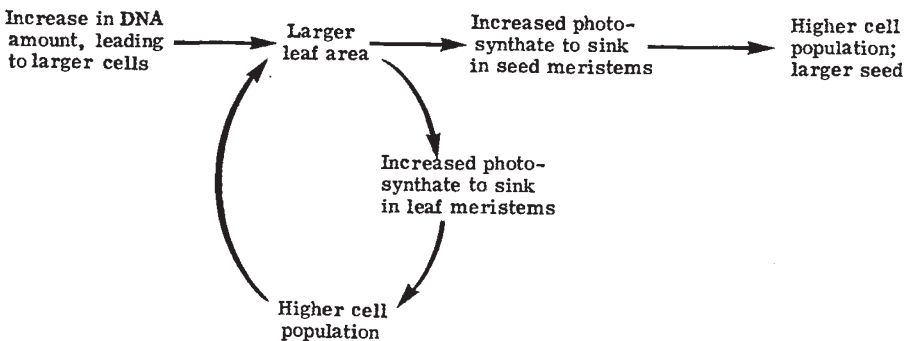 Increase in DNA
amount, leading
to larger cells
Larger
leaf area
Increased photo-
synthate to sink
in seed meristems
Higher cell
population;
larger seed
Increased photo-
synthate to sink
in leaf meristems
Higher cell
population